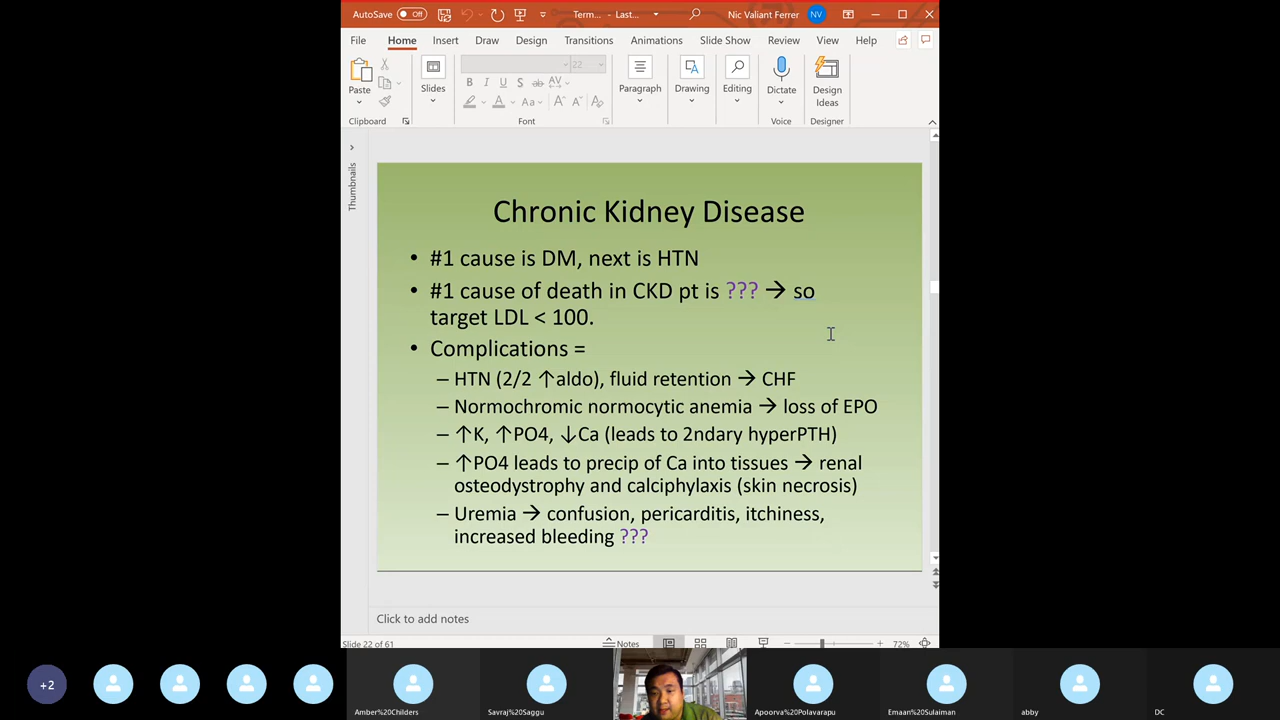 AutoSave Off Term... - Last... Nic Valiant Ferrer NV
File Home Insert Draw Design Transitions Animations Slide Show Review View Help
22
Paste Slides B I U S ab AV Aa A A Paragraph Drawing Editing Dictate Design Ideas
Clipboard Font Voice Designer
Thumbnails
Chronic Kidney Disease
• #1 cause is DM, next is HTN
• #1 cause of death in CKD pt is ??? → so
target LDL < 100.
• Complications =
– HTN (2/2 ↑aldo), fluid retention → CHF
– Normochromic normocytic anemia → loss of EPO
– ↑K, ↑PO4, ↓Ca (leads to 2ndary hyperPTH)
– ↑PO4 leads to precip of Ca into tissues → renal
osteodystrophy and calciphylaxis (skin necrosis)
– Uremia → confusion, pericarditis, itchiness,
increased bleeding ???
Click to add notes
Slide 22 of 61 Notes 72%
+2 Amber%20Childers Savraj%20Saggu Apoorva%20Polavarapu Emaan%20Sulaiman abby DC